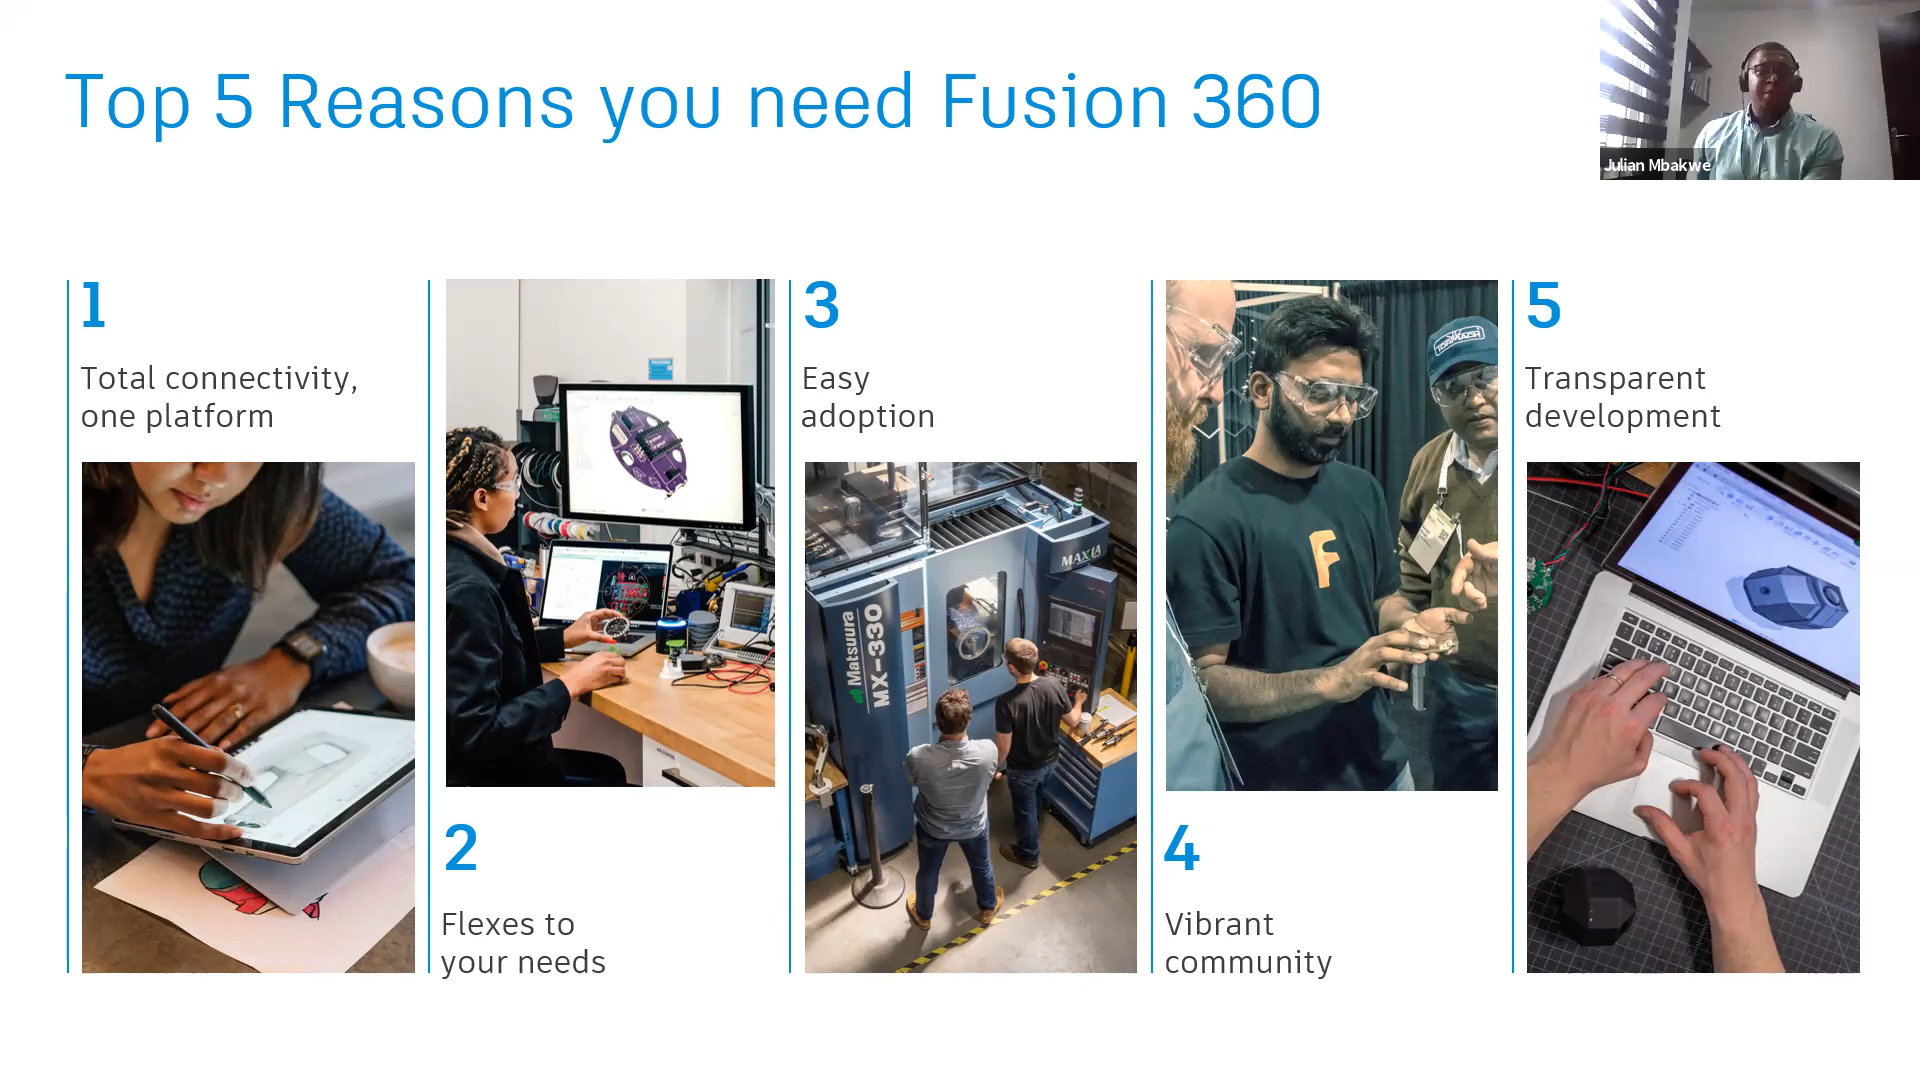 Top 5 Reasons you need Fusion 360
Julian Mbakwe
1
Total connectivity,
one platform
2
Flexes to
your needs
3
Easy
adoption
Matsuura
MX-330
MAXIA
4
Vibrant
community
TORMACH
F
5
Transparent
development